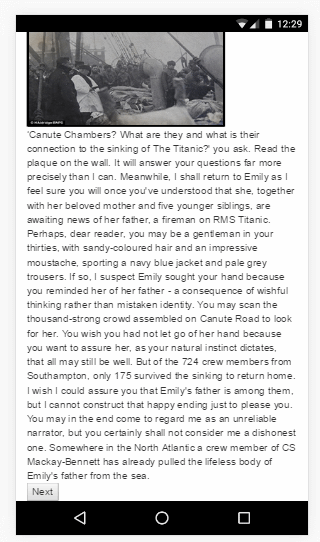 12:29
© HAldridge/BNPS
'Canute Chambers? What are they and what is their
connection to the sinking of The Titanic?' you ask. Read the
plaque on the wall. It will answer your questions far more
precisely than I can. Meanwhile, I shall return to Emily as I
feel sure you will once you've understood that she, together
with her beloved mother and five younger siblings, are
awaiting news of her father, a fireman on RMS Titanic.
Perhaps, dear reader, you may be a gentleman in your
thirties, with sandy-coloured hair and an impressive
moustache, sporting a navy blue jacket and pale grey
trousers. If so, I suspect Emily sought your hand because
you reminded her of her father - a consequence of wishful
thinking rather than mistaken identity. You may scan the
thousand-strong crowd assembled on Canute Road to look
for her. You wish you had not let go of her hand because
you want to assure her, as your natural instinct dictates,
that all may still be well. But of the 724 crew members from
Southampton, only 175 survived the sinking to return home.
I wish I could assure you that Emily's father is among them,
but I cannot construct that happy ending just to please you.
You may in the end come to regard me as an unreliable
narrator, but you certainly shall not consider me a dishonest
one. Somewhere in the North Atlantic a crew member of CS
Mackay-Bennett has already pulled the lifeless body of
Emily's father from the sea.
Next